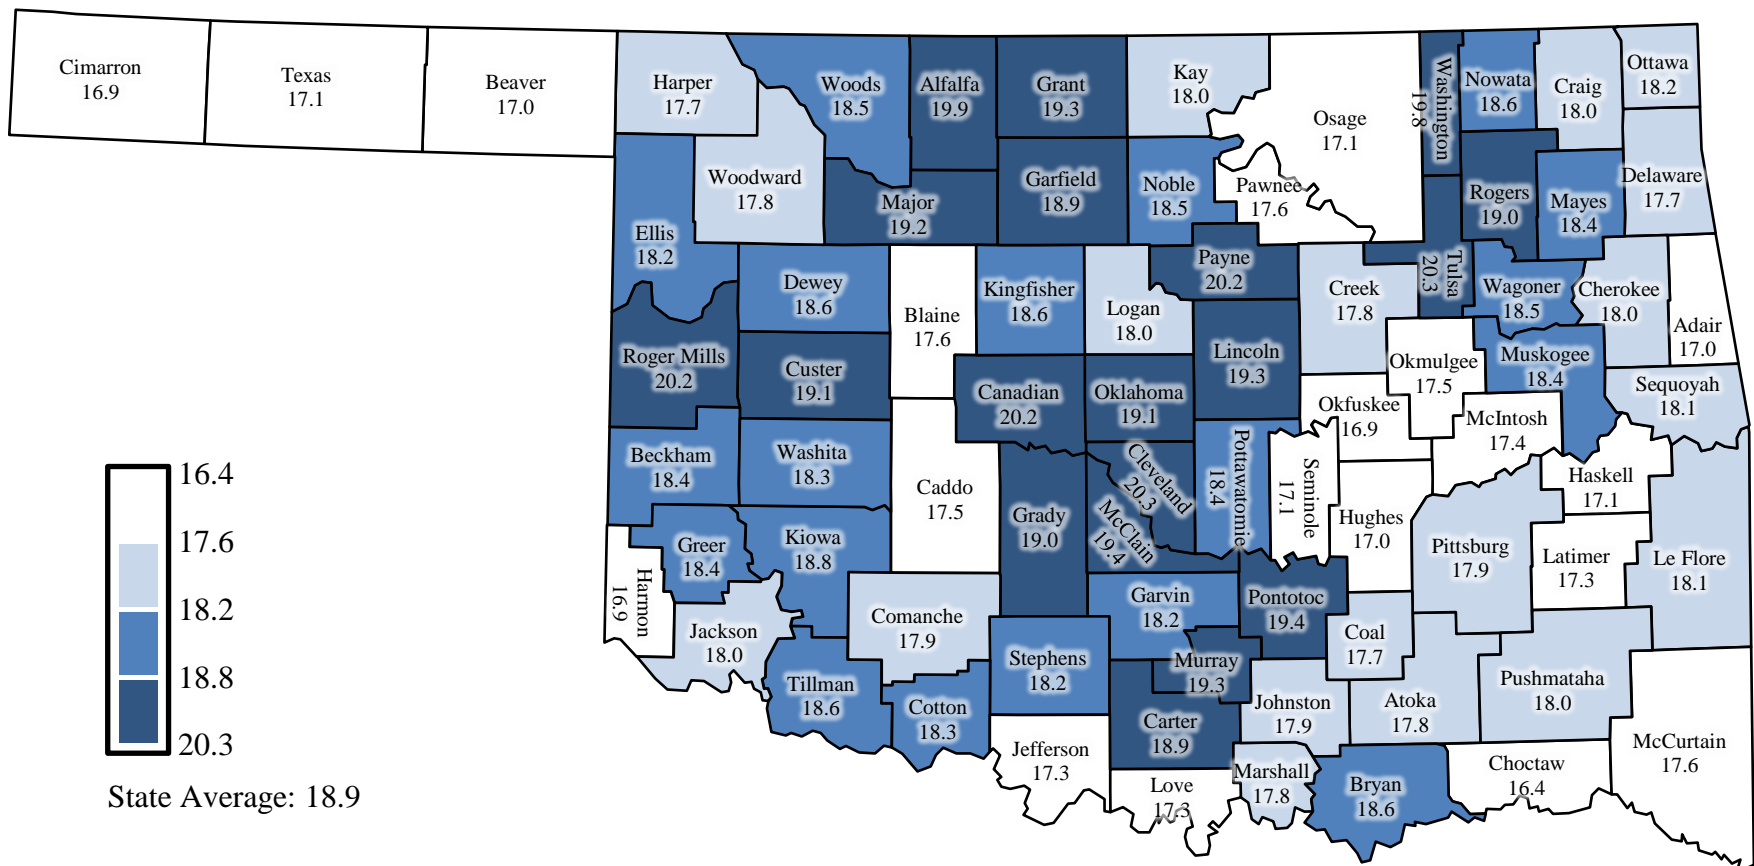 Cimarron
16.9
Texas
17.1
Beaver
17.0
Harper
17.7
Woods
18.5
Alfalfa
19.9
Grant
19.3
Kay
18.0
Osage
17.1
Washington
19.8
Nowata
18.6
Craig
18.0
Ottawa
18.2
Woodward
17.8
Major
19.2
Garfield
18.9
Noble
18.5
Pawnee
17.6
Rogers
19.0
Mayes
18.4
Delaware
17.7
Ellis
18.2
Dewey
18.6
Blaine
17.6
Kingfisher
18.6
Logan
18.0
Payne
20.2
Creek
17.8
Tulsa
20.3
Wagoner
18.5
Cherokee
18.0
Adair
17.0
Roger Mills
20.2
Custer
19.1
Canadian
20.2
Oklahoma
19.1
Lincoln
19.3
Okmulgee
17.5
Muskogee
18.4
Sequoyah
18.1
Okfuskee
16.9
McIntosh
17.4
Beckham
18.4
Washita
18.3
Caddo
17.5
Grady
19.0
Cleveland
20.3
McClain
19.4
Pottawatomie
18.4
Seminole
17.1
Hughes
17.0
Haskell
17.1
Pittsburg
17.9
Latimer
17.3
Le Flore
18.1
Greer
18.4
Kiowa
18.8
Harmon
16.9
Jackson
18.0
Comanche
17.9
Garvin
18.2
Pontotoc
19.4
Coal
17.7
Stephens
18.2
Murray
19.3
Tillman
18.6
Cotton
18.3
Carter
18.9
Johnston
17.9
Atoka
17.8
Pushmataha
18.0
Jefferson
17.3
Love
17.3
Marshall
17.8
Bryan
18.6
Choctaw
16.4
McCurtain
17.6
16.4
17.6
18.2
18.8
20.3
State Average: 18.9